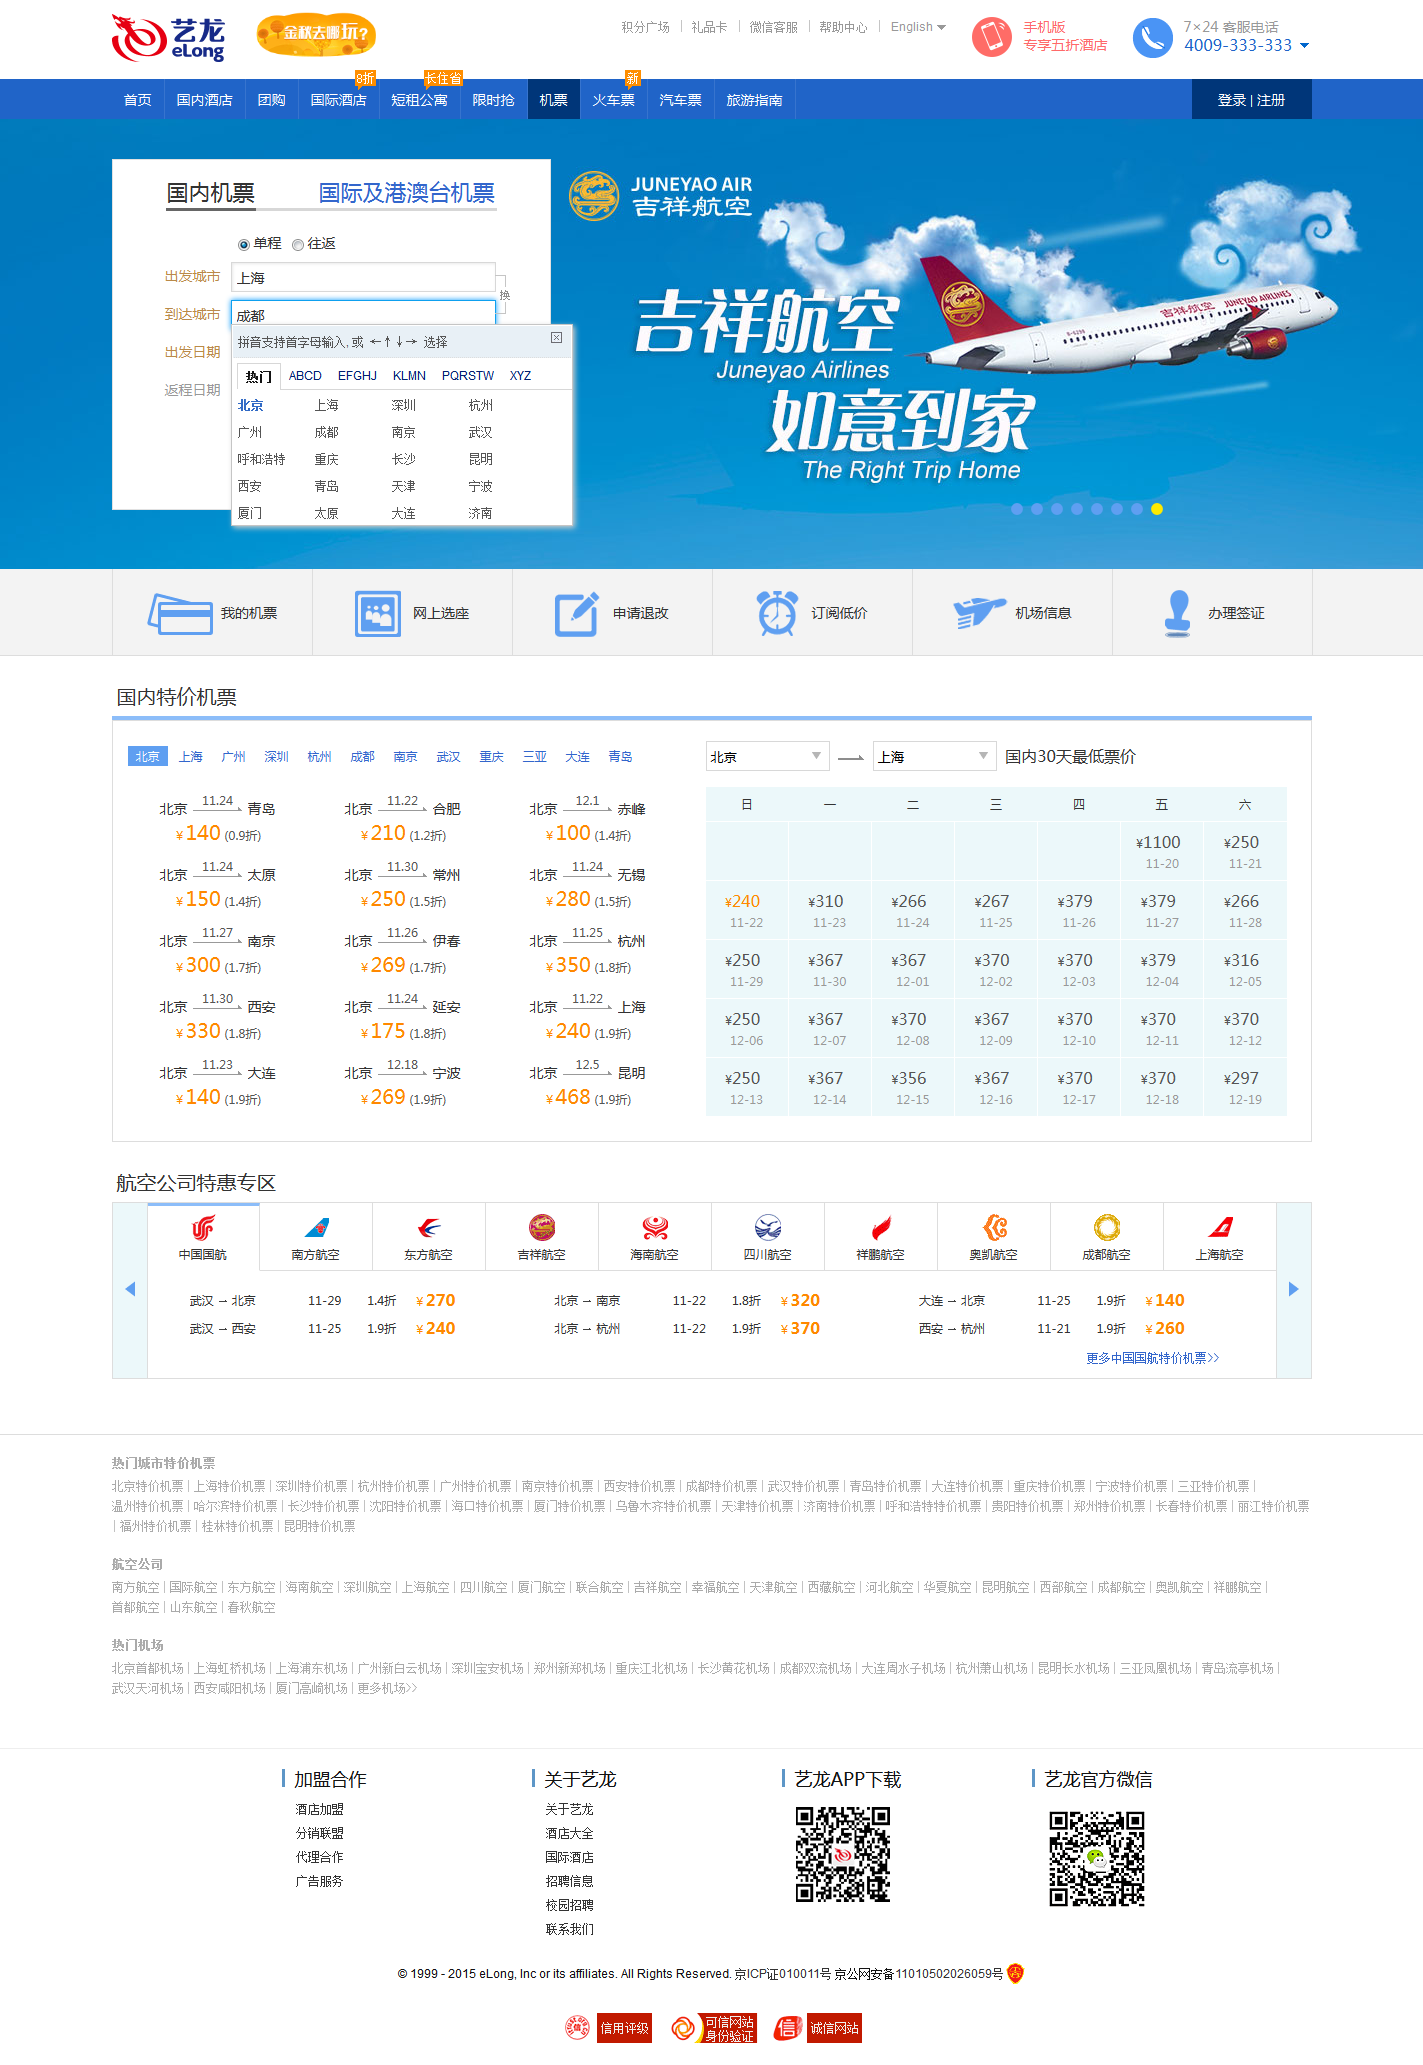 艺龙
eLong
金秋去哪玩?
积分广场 礼品卡 微信客服 帮助中心 English
手机版
专享五折酒店
7×24 客服电话
4009-333-333
8折 长住省 新
首页 国内酒店 团购 国际酒店 短租公寓 限时抢 机票 火车票 汽车票 旅游指南 登录 | 注册
国内机票 国际及港澳台机票
单程 往返
出发城市 上海
换
到达城市 成都
出发日期
返程日期
拼音支持首字母输入, 或 ←↑↓→ 选择
热门 ABCD EFGHJ KLMN PQRSTW XYZ
北京 上海 深圳 杭州
广州 成都 南京 武汉
呼和浩特 重庆 长沙 昆明
西安 青岛 天津 宁波
厦门 太原 大连 济南
JUNEYAO AIR
吉祥航空
吉祥航空
Juneyao Airlines
如意到家
The Right Trip Home
吉祥航空 JUNEYAO AIRLINES
我的机票 网上选座 申请退改 订阅低价 机场信息 办理签证
国内特价机票
北京 上海 广州 深圳 杭州 成都 南京 武汉 重庆 三亚 大连 青岛
北京 11.24 青岛 北京 11.22 合肥 北京 12.1 赤峰
¥140 (0.9折) ¥210 (1.2折) ¥100 (1.4折)
北京 11.24 太原 北京 11.30 常州 北京 11.24 无锡
¥150 (1.4折) ¥250 (1.5折) ¥280 (1.5折)
北京 11.27 南京 北京 11.26 伊春 北京 11.25 杭州
¥300 (1.7折) ¥269 (1.7折) ¥350 (1.8折)
北京 11.30 西安 北京 11.24 延安 北京 11.22 上海
¥330 (1.8折) ¥175 (1.8折) ¥240 (1.9折)
北京 11.23 大连 北京 12.18 宁波 北京 12.5 昆明
¥140 (1.9折) ¥269 (1.9折) ¥468 (1.9折)
北京 上海 国内30天最低票价
日 一 二 三 四 五 六
¥1100 ¥250
11-20 11-21
¥240 ¥310 ¥266 ¥267 ¥379 ¥379 ¥266
11-22 11-23 11-24 11-25 11-26 11-27 11-28
¥250 ¥367 ¥367 ¥370 ¥370 ¥379 ¥316
11-29 11-30 12-01 12-02 12-03 12-04 12-05
¥250 ¥367 ¥370 ¥367 ¥370 ¥370 ¥370
12-06 12-07 12-08 12-09 12-10 12-11 12-12
¥250 ¥367 ¥356 ¥367 ¥370 ¥370 ¥297
12-13 12-14 12-15 12-16 12-17 12-18 12-19
航空公司特惠专区
中国国航 南方航空 东方航空 吉祥航空 海南航空 四川航空 祥鹏航空 奥凯航空 成都航空 上海航空
武汉 – 北京 11-29 1.4折 ¥270 北京 – 南京 11-22 1.8折 ¥320 大连 – 北京 11-25 1.9折 ¥140
武汉 – 西安 11-25 1.9折 ¥240 北京 – 杭州 11-22 1.9折 ¥370 西安 – 杭州 11-21 1.9折 ¥260
更多中国国航特价机票>>
热门城市特价机票
北京特价机票 | 上海特价机票 | 深圳特价机票 | 杭州特价机票 | 广州特价机票 | 南京特价机票 | 西安特价机票 | 成都特价机票 | 武汉特价机票 | 青岛特价机票 | 大连特价机票 | 重庆特价机票 | 宁波特价机票 | 三亚特价机票 |
温州特价机票 | 哈尔滨特价机票 | 长沙特价机票 | 沈阳特价机票 | 海口特价机票 | 厦门特价机票 | 乌鲁木齐特价机票 | 天津特价机票 | 济南特价机票 | 呼和浩特特价机票 | 贵阳特价机票 | 郑州特价机票 | 长春特价机票 | 丽江特价机票
| 福州特价机票 | 桂林特价机票 | 昆明特价机票
航空公司
南方航空 | 国际航空 | 东方航空 | 海南航空 | 深圳航空 | 上海航空 | 四川航空 | 厦门航空 | 联合航空 | 吉祥航空 | 幸福航空 | 天津航空 | 西藏航空 | 河北航空 | 华夏航空 | 昆明航空 | 西部航空 | 成都航空 | 奥凯航空 | 祥鹏航空 |
首都航空 | 山东航空 | 春秋航空
热门机场
北京首都机场 | 上海虹桥机场 | 上海浦东机场 | 广州新白云机场 | 深圳宝安机场 | 郑州新郑机场 | 重庆江北机场 | 长沙黄花机场 | 成都双流机场 | 大连周水子机场 | 杭州萧山机场 | 昆明长水机场 | 三亚凤凰机场 | 青岛流亭机场 |
武汉天河机场 | 西安咸阳机场 | 厦门高崎机场 | 更多机场>>
加盟合作 关于艺龙 艺龙APP下载 艺龙官方微信
酒店加盟 关于艺龙
分销联盟 酒店大全
代理合作 国际酒店
广告服务 招聘信息
校园招聘
联系我们
© 1999 - 2015 eLong, Inc or its affiliates. All Rights Reserved. 京ICP证010011号 京公网安备11010502026059号
信用评级 可信网站 信 诚信网站
身份验证